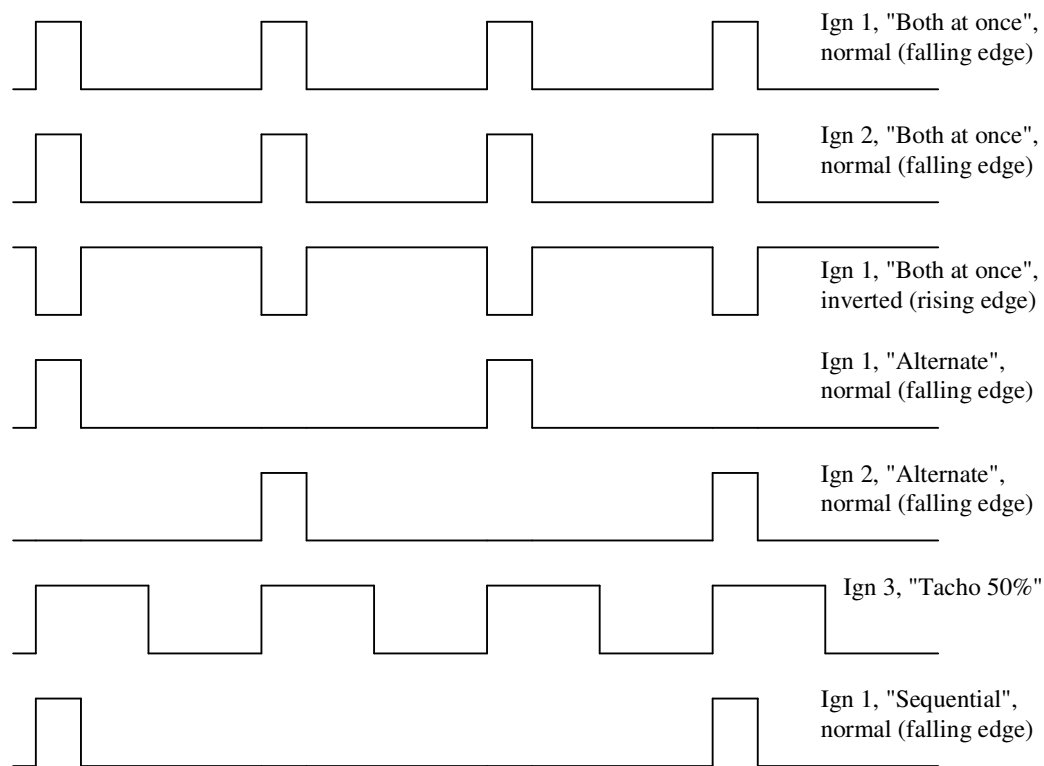 Ign 1, "Both at once",
normal (falling edge)
Ign 2, "Both at once",
normal (falling edge)
Ign 1, "Both at once",
inverted (rising edge)
Ign 1, "Alternate",
normal (falling edge)
Ign 2, "Alternate",
normal (falling edge)
Ign 3, "Tacho 50%"
Ign 1, "Sequential",
normal (falling edge)